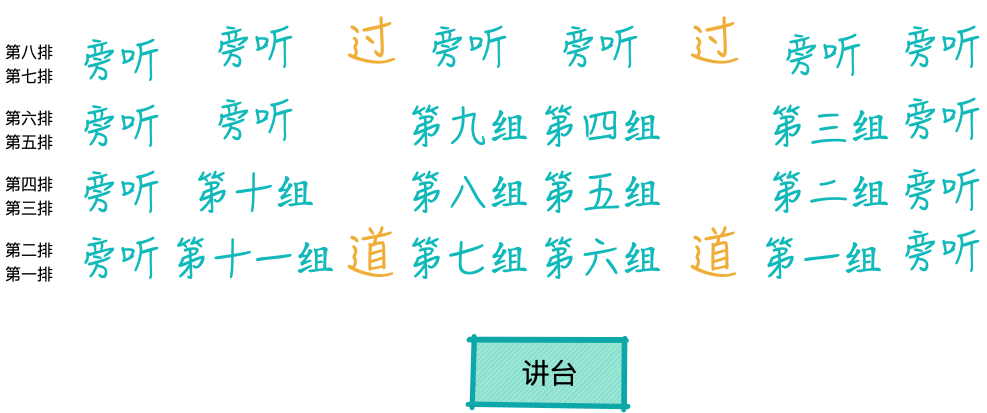 第八排 旁听 旁听 过 旁听 旁听 过 旁听 旁听
第七排
第六排 旁听 旁听 第九组 第四组 第三组 旁听
第五排
第四排 旁听 第十组 第八组 第五组 第二组 旁听
第三排
第二排 旁听 第十一组 道 第七组 第六组 道 第一组 旁听
第一排
讲台